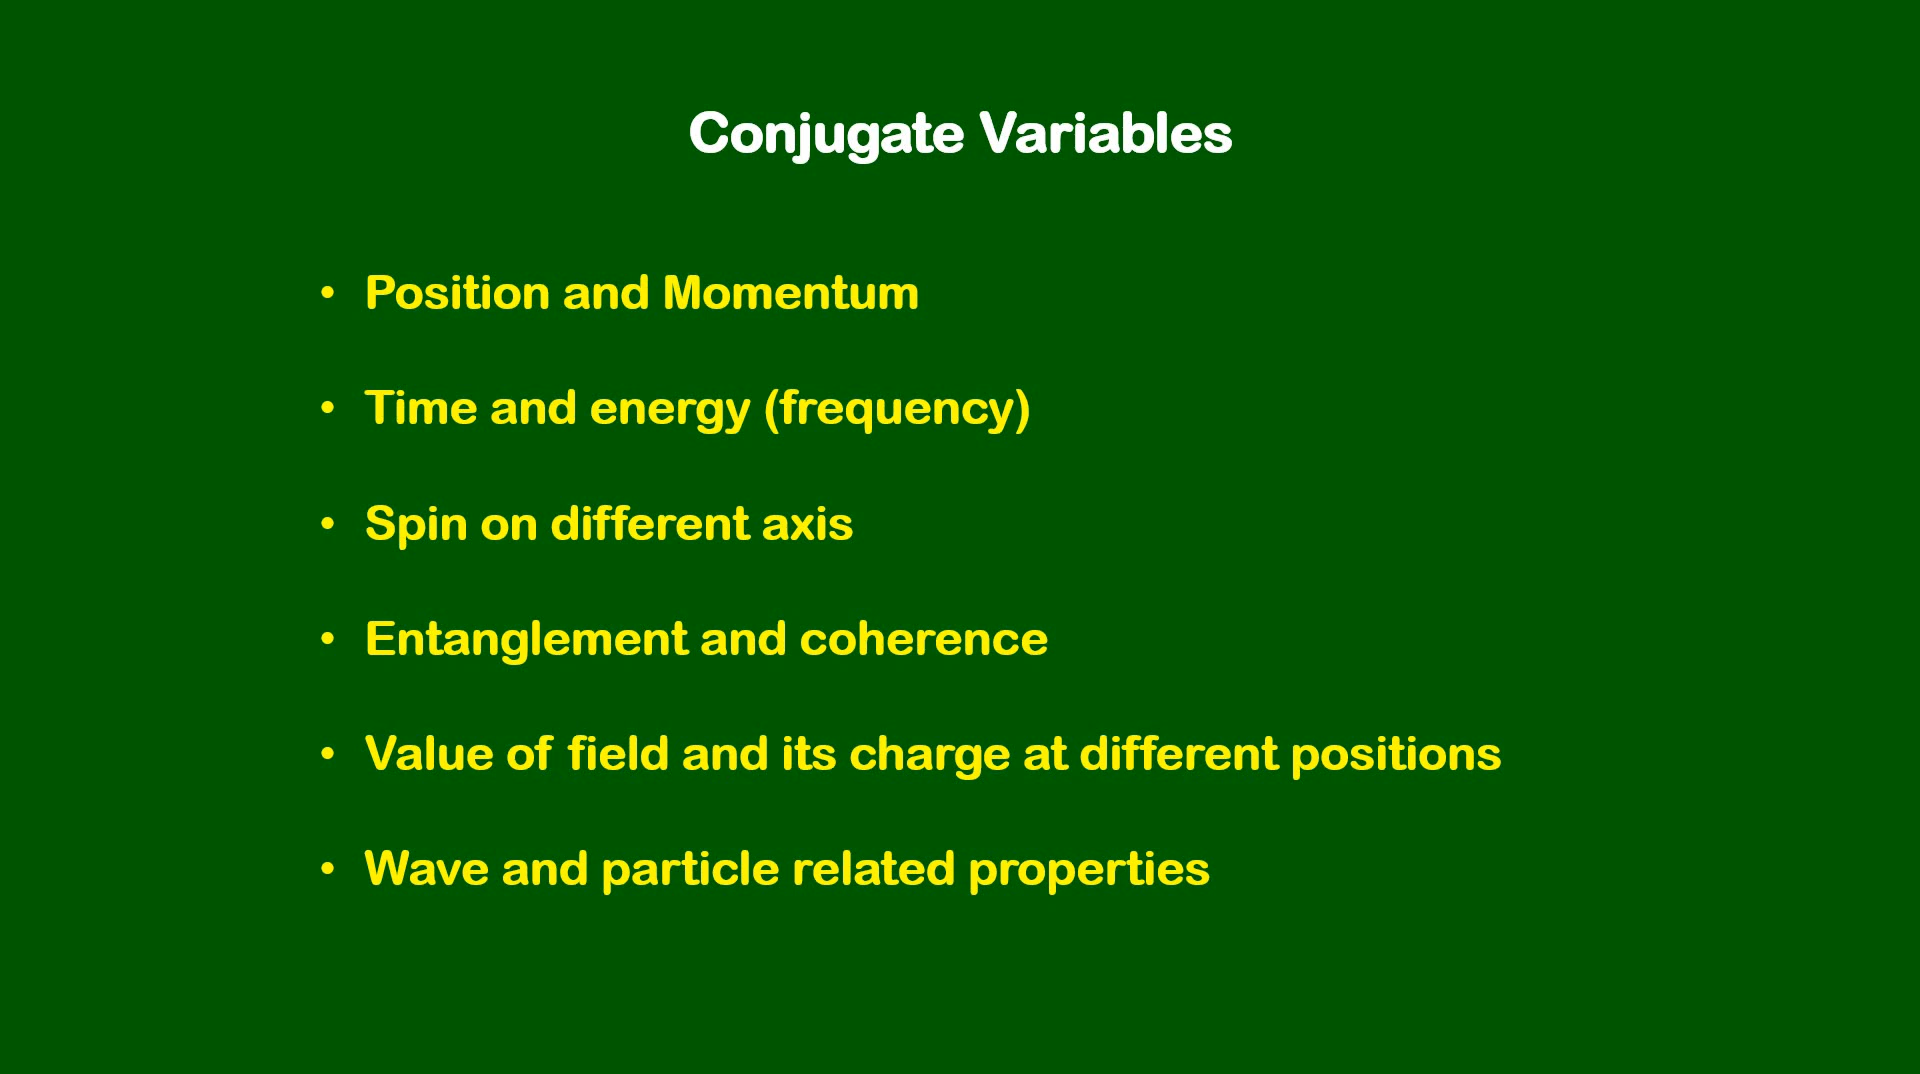 Conjugate Variables
• Position and Momentum
• Time and energy (frequency)
• Spin on different axis
• Entanglement and coherence
• Value of field and its charge at different positions
• Wave and particle related properties